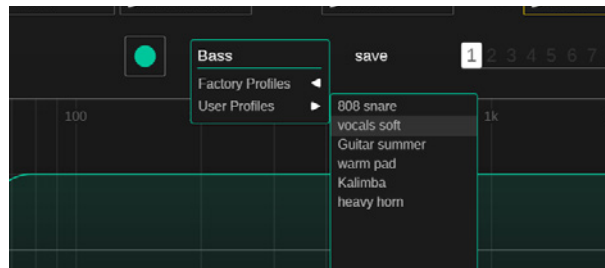 Bass
save
1 2 3 4 5 6 7
Factory Profiles
User Profiles
808 snare
100
1k
vocals soft
Guitar summer
warm pad
Kalimba
heavy horn